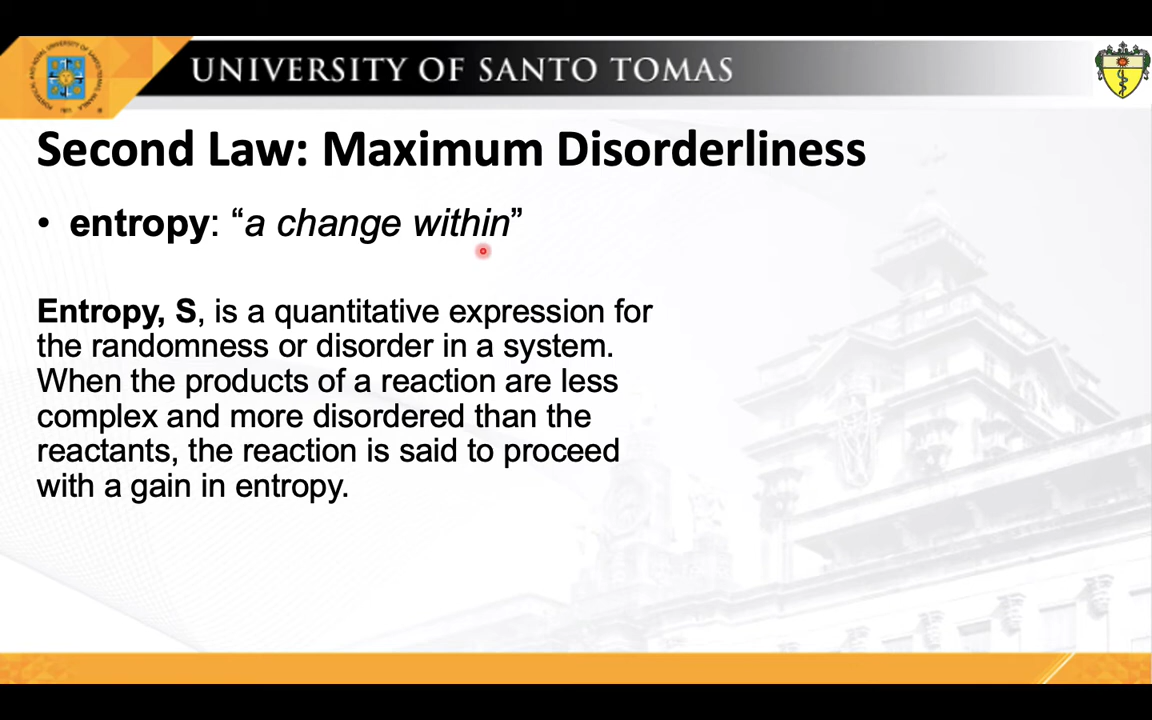 UNIVERSITY OF SANTO TOMAS
Second Law: Maximum Disorderliness
• entropy: “a change within”
Entropy, S, is a quantitative expression for
the randomness or disorder in a system.
When the products of a reaction are less
complex and more disordered than the
reactants, the reaction is said to proceed
with a gain in entropy.